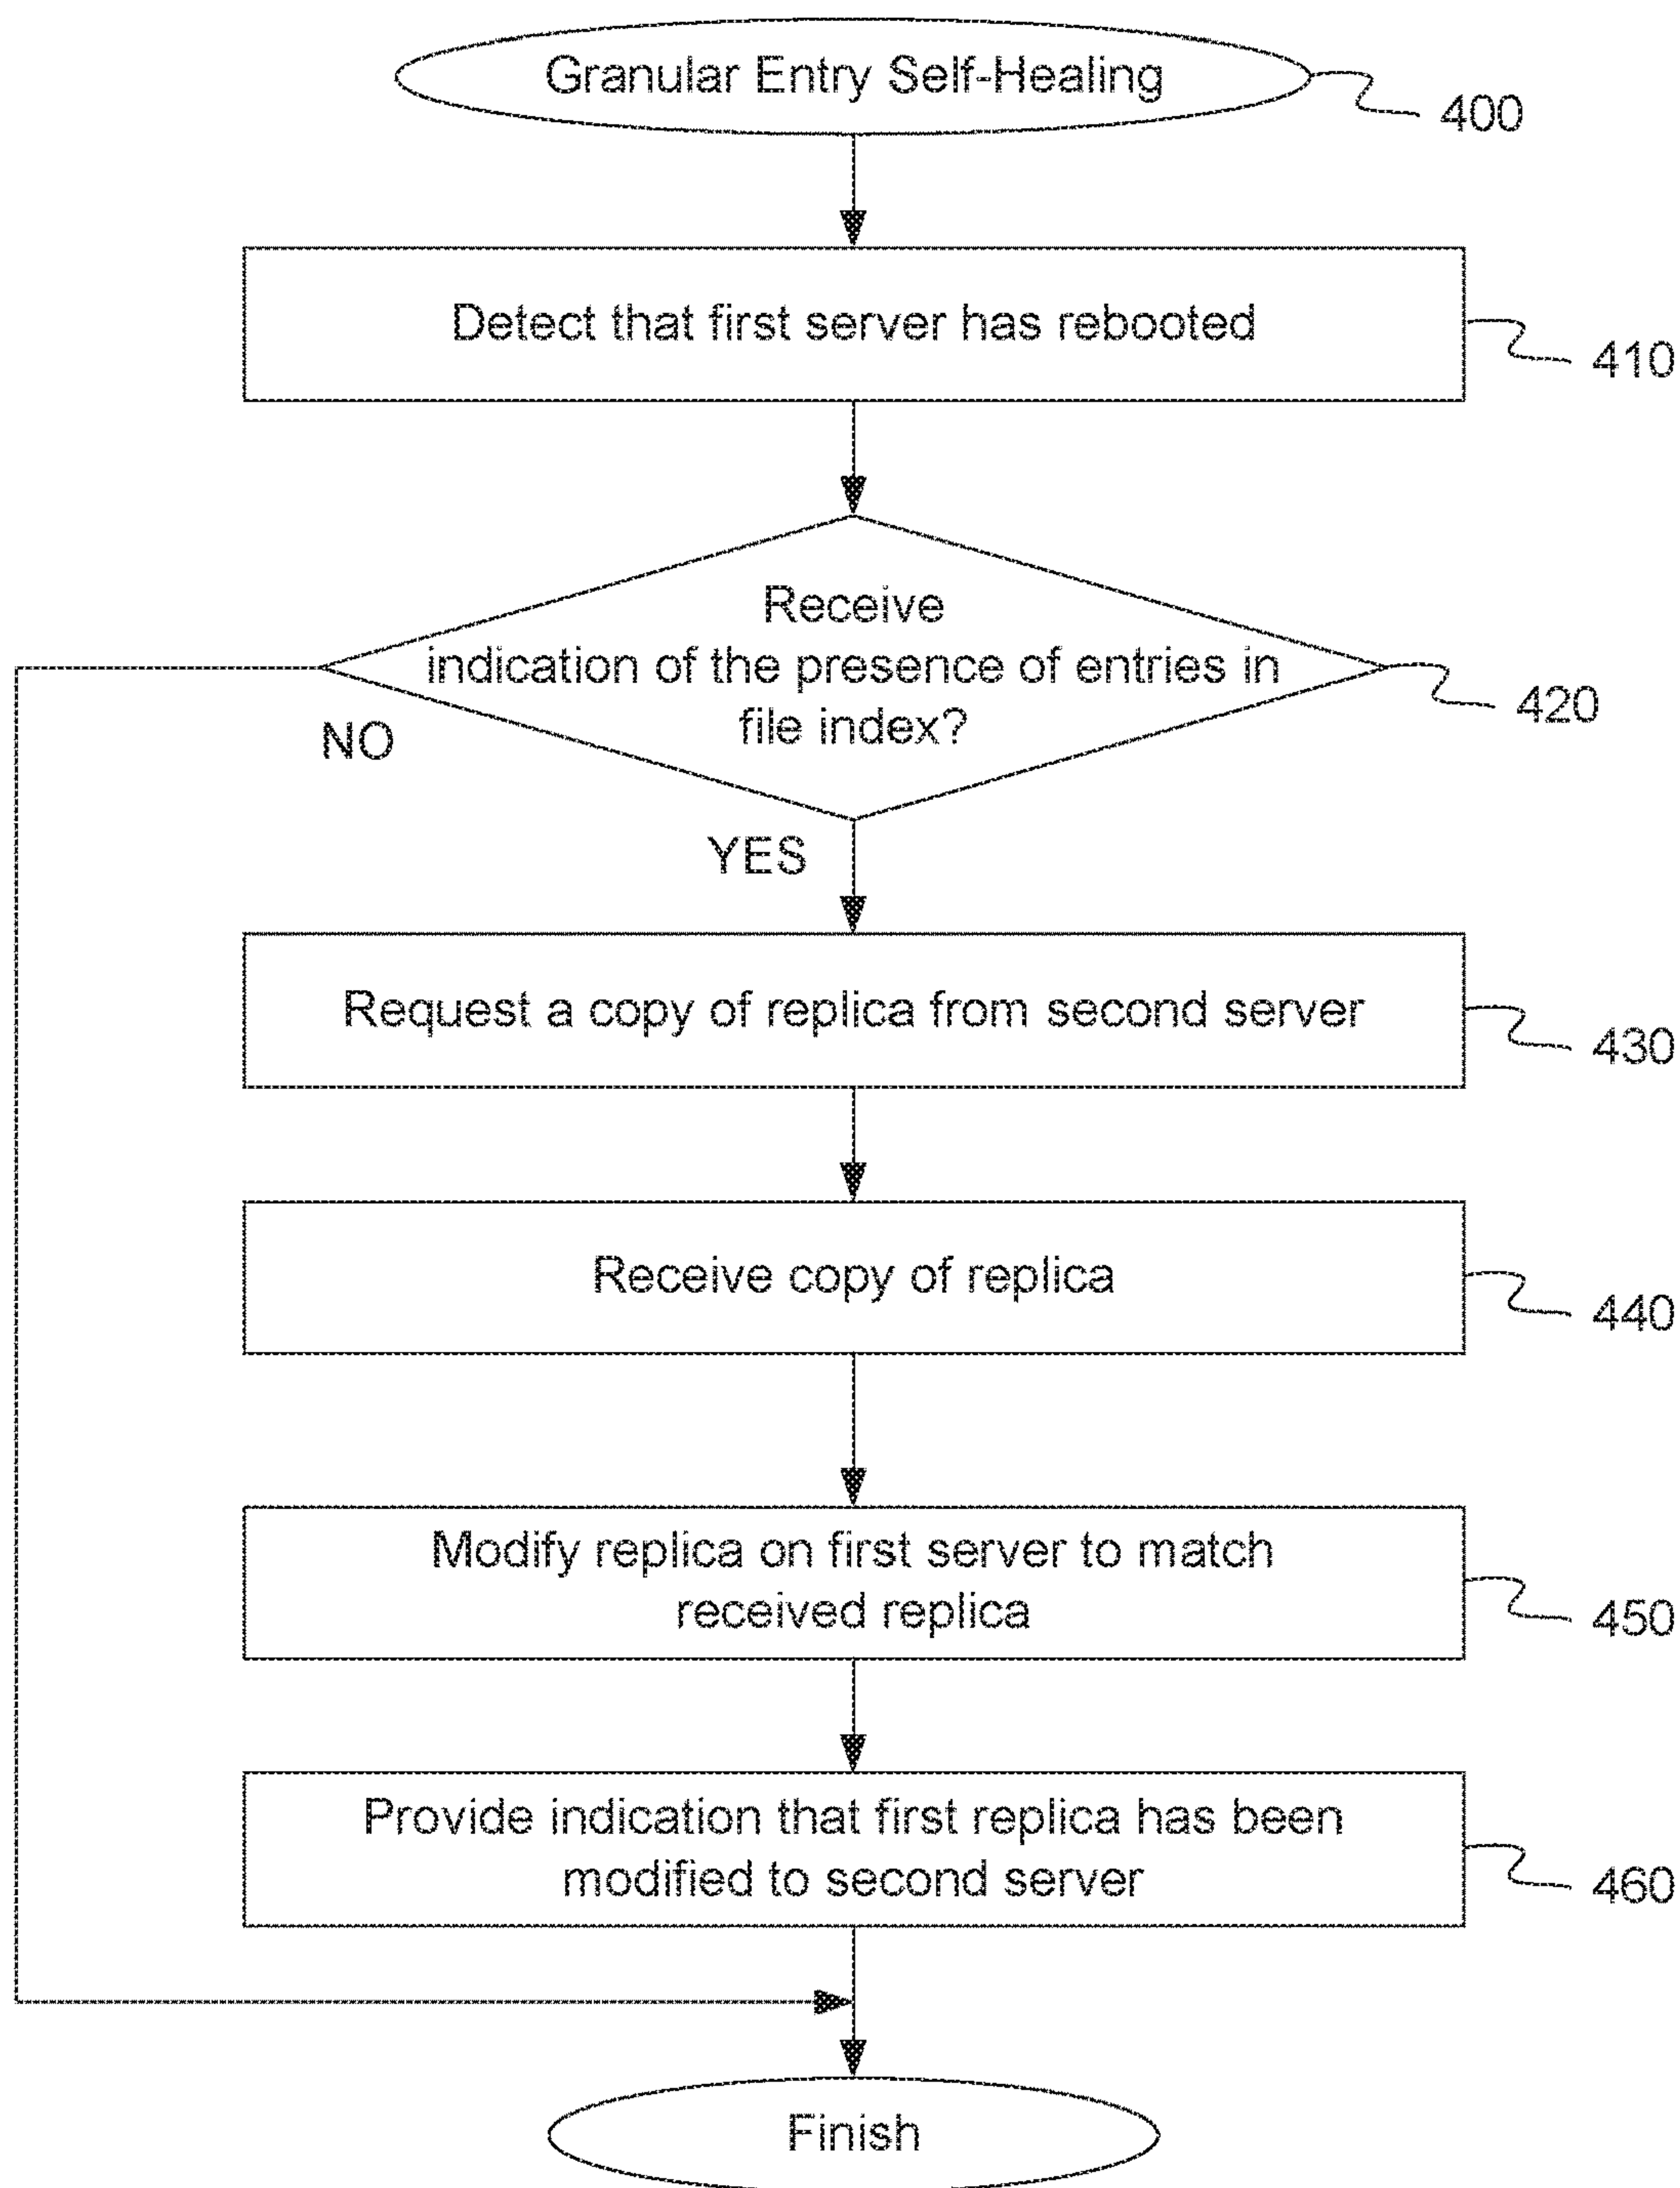 Granular Entry Self-Healing
400
Detect that first server has rebooted
410
Receive
indication of the presence of entries in
file index?
420
NO
YES
Request a copy of replica from second server
430
Receive copy of replica
440
Modify replica on first server to match
received replica
450
Provide indication that first replica has been
modified to second server
460
Finish